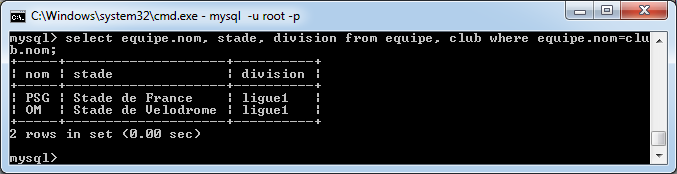 C:\Windows\system32\cmd.exe - mysql -u root -p
mysql> select equipe.nom, stade, division from equipe, club where equipe.nom=clu
b.nom;
+-----+------------------+----------+
| nom | stade            | division |
+-----+------------------+----------+
| PSG | Stade de France  | ligue1   |
| OM  | Stade de Velodrome | ligue1   |
+-----+------------------+----------+
2 rows in set (0.00 sec)
mysql>